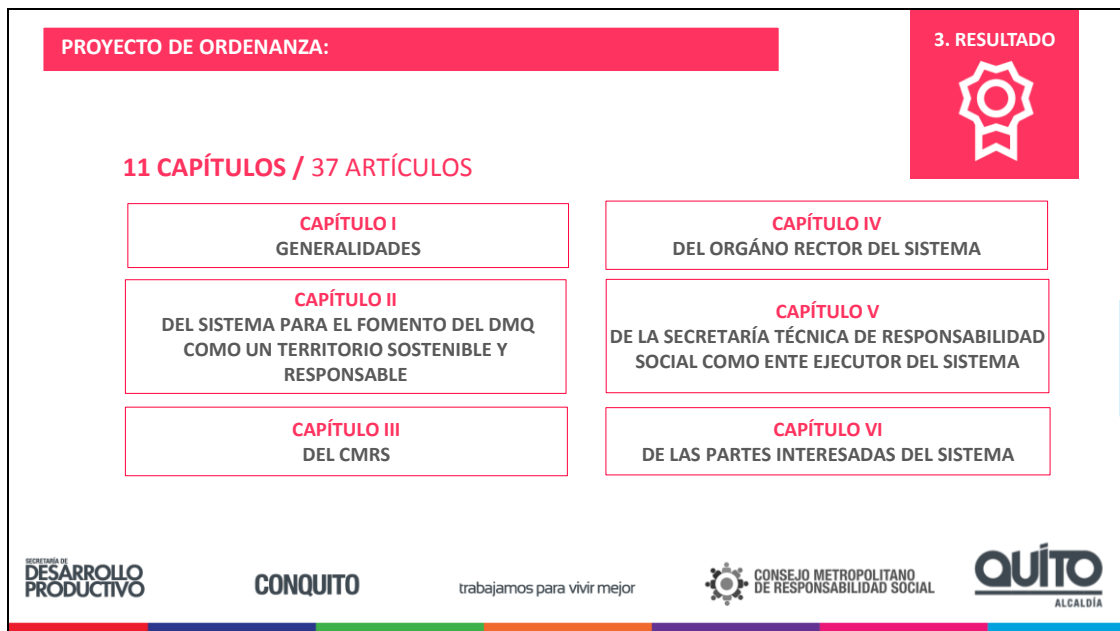 PROYECTO DE ORDENANZA:
3. RESULTADO
11 CAPÍTULOS / 37 ARTÍCULOS
CAPÍTULO I
GENERALIDADES
CAPÍTULO II
DEL SISTEMA PARA EL FOMENTO DEL DMQ
COMO UN TERRITORIO SOSTENIBLE Y
RESPONSABLE
CAPÍTULO III
DEL CMRS
CAPÍTULO IV
DEL ORGÁNO RECTOR DEL SISTEMA
CAPÍTULO V
DE LA SECRETARÍA TÉCNICA DE RESPONSABILIDAD
SOCIAL COMO ENTE EJECUTOR DEL SISTEMA
CAPÍTULO VI
DE LAS PARTES INTERESADAS DEL SISTEMA
SECRETARÍA DE
DESARROLLO
PRODUCTIVO
CONQUITO
trabajamos para vivir mejor
CONSEJO METROPOLITANO
DE RESPONSABILIDAD SOCIAL
QUITO
ALCALDÍA